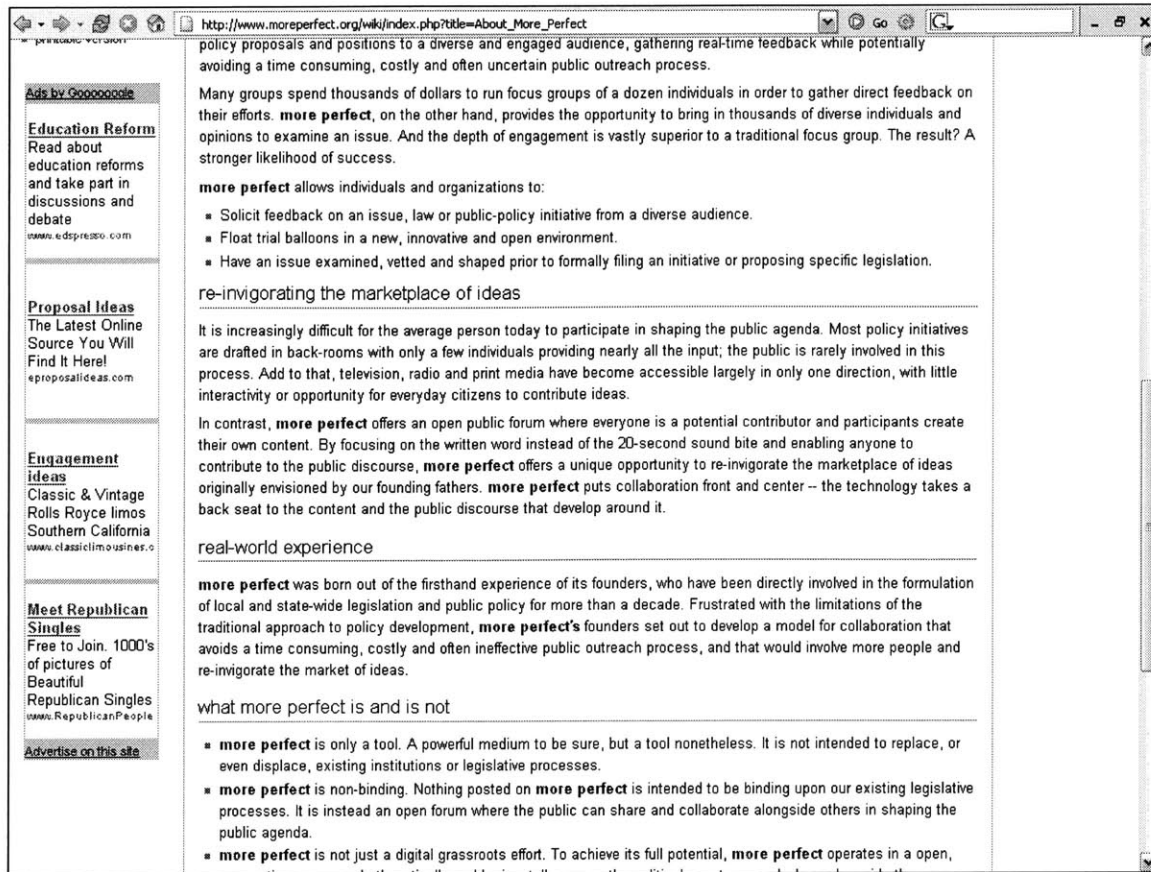 http://www.moreperfect.org/wiki/index.php?title=About_More_Perfect
GO
G
printable version
Ads by Goooooogle
Education Reform
Read about
education reforms
and take part in
discussions and
debate
www.edspresso.com
Proposal Ideas
The Latest Online
Source You Will
Find It Here!
eproposalideas.com
Engagement
ideas
Classic & Vintage
Rolls Royce limos
Southern California
www.classiclimousines.c
Meet Republican
Singles
Free to Join. 1000's
of pictures of
Beautiful
Republican Singles
www.RepublicanPeople
Advertise on this site
policy proposals and positions to a diverse and engaged audience, gathering real-time feedback while potentially
avoiding a time consuming, costly and often uncertain public outreach process.
Many groups spend thousands of dollars to run focus groups of a dozen individuals in order to gather direct feedback on
their efforts. more perfect, on the other hand, provides the opportunity to bring in thousands of diverse individuals and
opinions to examine an issue. And the depth of engagement is vastly superior to a traditional focus group. The result? A
stronger likelihood of success.
more perfect allows individuals and organizations to:
Solicit feedback on an issue, law or public-policy initiative from a diverse audience.
Float trial balloons in a new, innovative and open environment.
Have an issue examined, vetted and shaped prior to formally filing an initiative or proposing specific legislation.
re-invigorating the marketplace of ideas
It is increasingly difficult for the average person today to participate in shaping the public agenda. Most policy initiatives
are drafted in back-rooms with only a few individuals providing nearly all the input; the public is rarely involved in this
process. Add to that, television, radio and print media have become accessible largely in only one direction, with little
interactivity or opportunity for everyday citizens to contribute ideas.
In contrast, more perfect offers an open public forum where everyone is a potential contributor and participants create
their own content. By focusing on the written word instead of the 20-second sound bite and enabling anyone to
contribute to the public discourse, more perfect offers a unique opportunity to re-invigorate the marketplace of ideas
originally envisioned by our founding fathers. more perfect puts collaboration front and center -- the technology takes a
back seat to the content and the public discourse that develop around it.
real-world experience
more perfect was born out of the firsthand experience of its founders, who have been directly involved in the formulation
of local and state-wide legislation and public policy for more than a decade. Frustrated with the limitations of the
traditional approach to policy development, more perfect's founders set out to develop a model for collaboration that
avoids a time consuming, costly and often ineffective public outreach process, and that would involve more people and
re-invigorate the market of ideas.
what more perfect is and is not
more perfect is only a tool. A powerful medium to be sure, but a tool nonetheless. It is not intended to replace, or
even displace, existing institutions or legislative processes.
more perfect is non-binding. Nothing posted on more perfect is intended to be binding upon our existing legislative
processes. It is instead an open forum where the public can share and collaborate alongside others in shaping the
public agenda.
more perfect is not just a digital grassroots effort. To achieve its full potential, more perfect operates in a open,